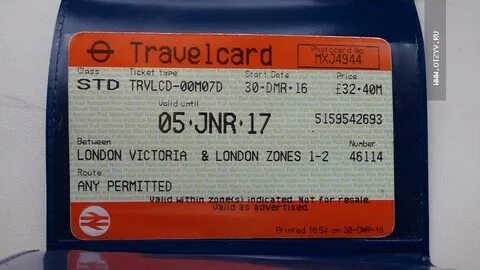 Travelcard
Photocard No
MXJ4944
Class Ticket type Start Date Price
STD TRVLCD-00M07D 30·DMR·16 £32·40M
Valid until
05·JNR·17 5159542693
Between Number
LONDON VICTORIA & LONDON ZONES 1-2 46114
Route
ANY PERMITTED
Valid within zone(s) indicated. Not for resale.
Valid as advertised.
Printed 16:54 on 30-DMR-16
WWW.OTZYV.RU